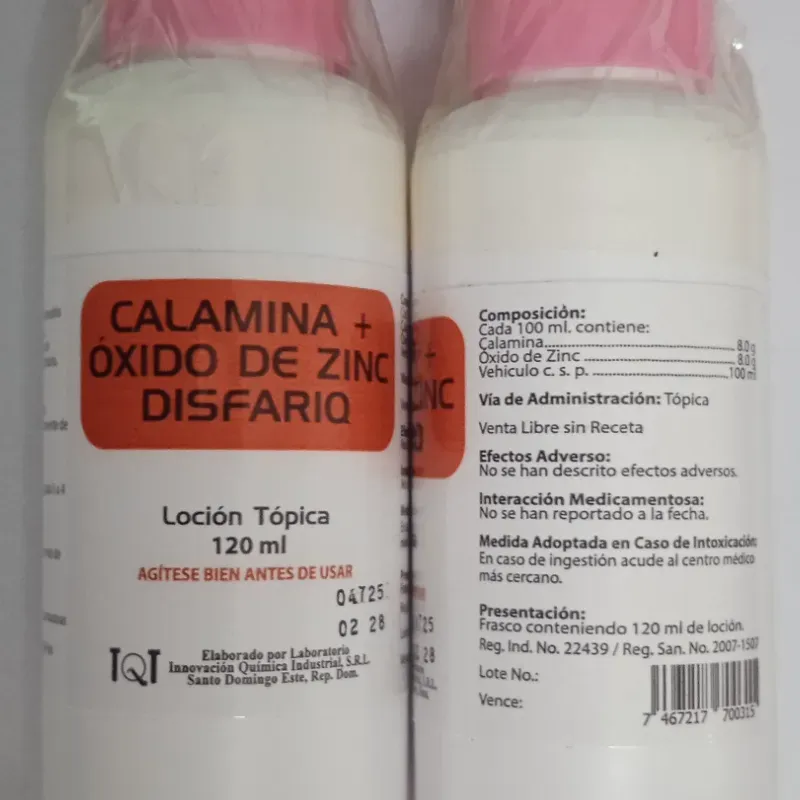 CALAMINA +
ÓXIDO DE ZINC
DISFARIQ
Loción Tópica
120 ml
AGÍTESE BIEN ANTES DE USAR
04725
02 28
IQI
Elaborado por Laboratorio
Innovación Química Industrial, S.R.L.
Santo Domingo Este, Rep. Dom.
Composición:
Cada 100 ml. contiene:
Calamina 8.0g
Óxido de Zinc 8.0g
Vehiculo c. s. p. 100 ml
Vía de Administración: Tópica
Venta Libre sin Receta
Efectos Adverso:
No se han descrito efectos adversos.
Interacción Medicamentosa:
No se han reportado a la fecha.
Medida Adoptada en Caso de Intoxicación:
En caso de ingestión acude al centro médico
más cercano.
Presentación:
Frasco conteniendo 120 ml de loción.
Reg. Ind. No. 22439 / Reg. San. No. 2007-1507
Lote No.:
Vence:
7 467217 700315
+
ZINC